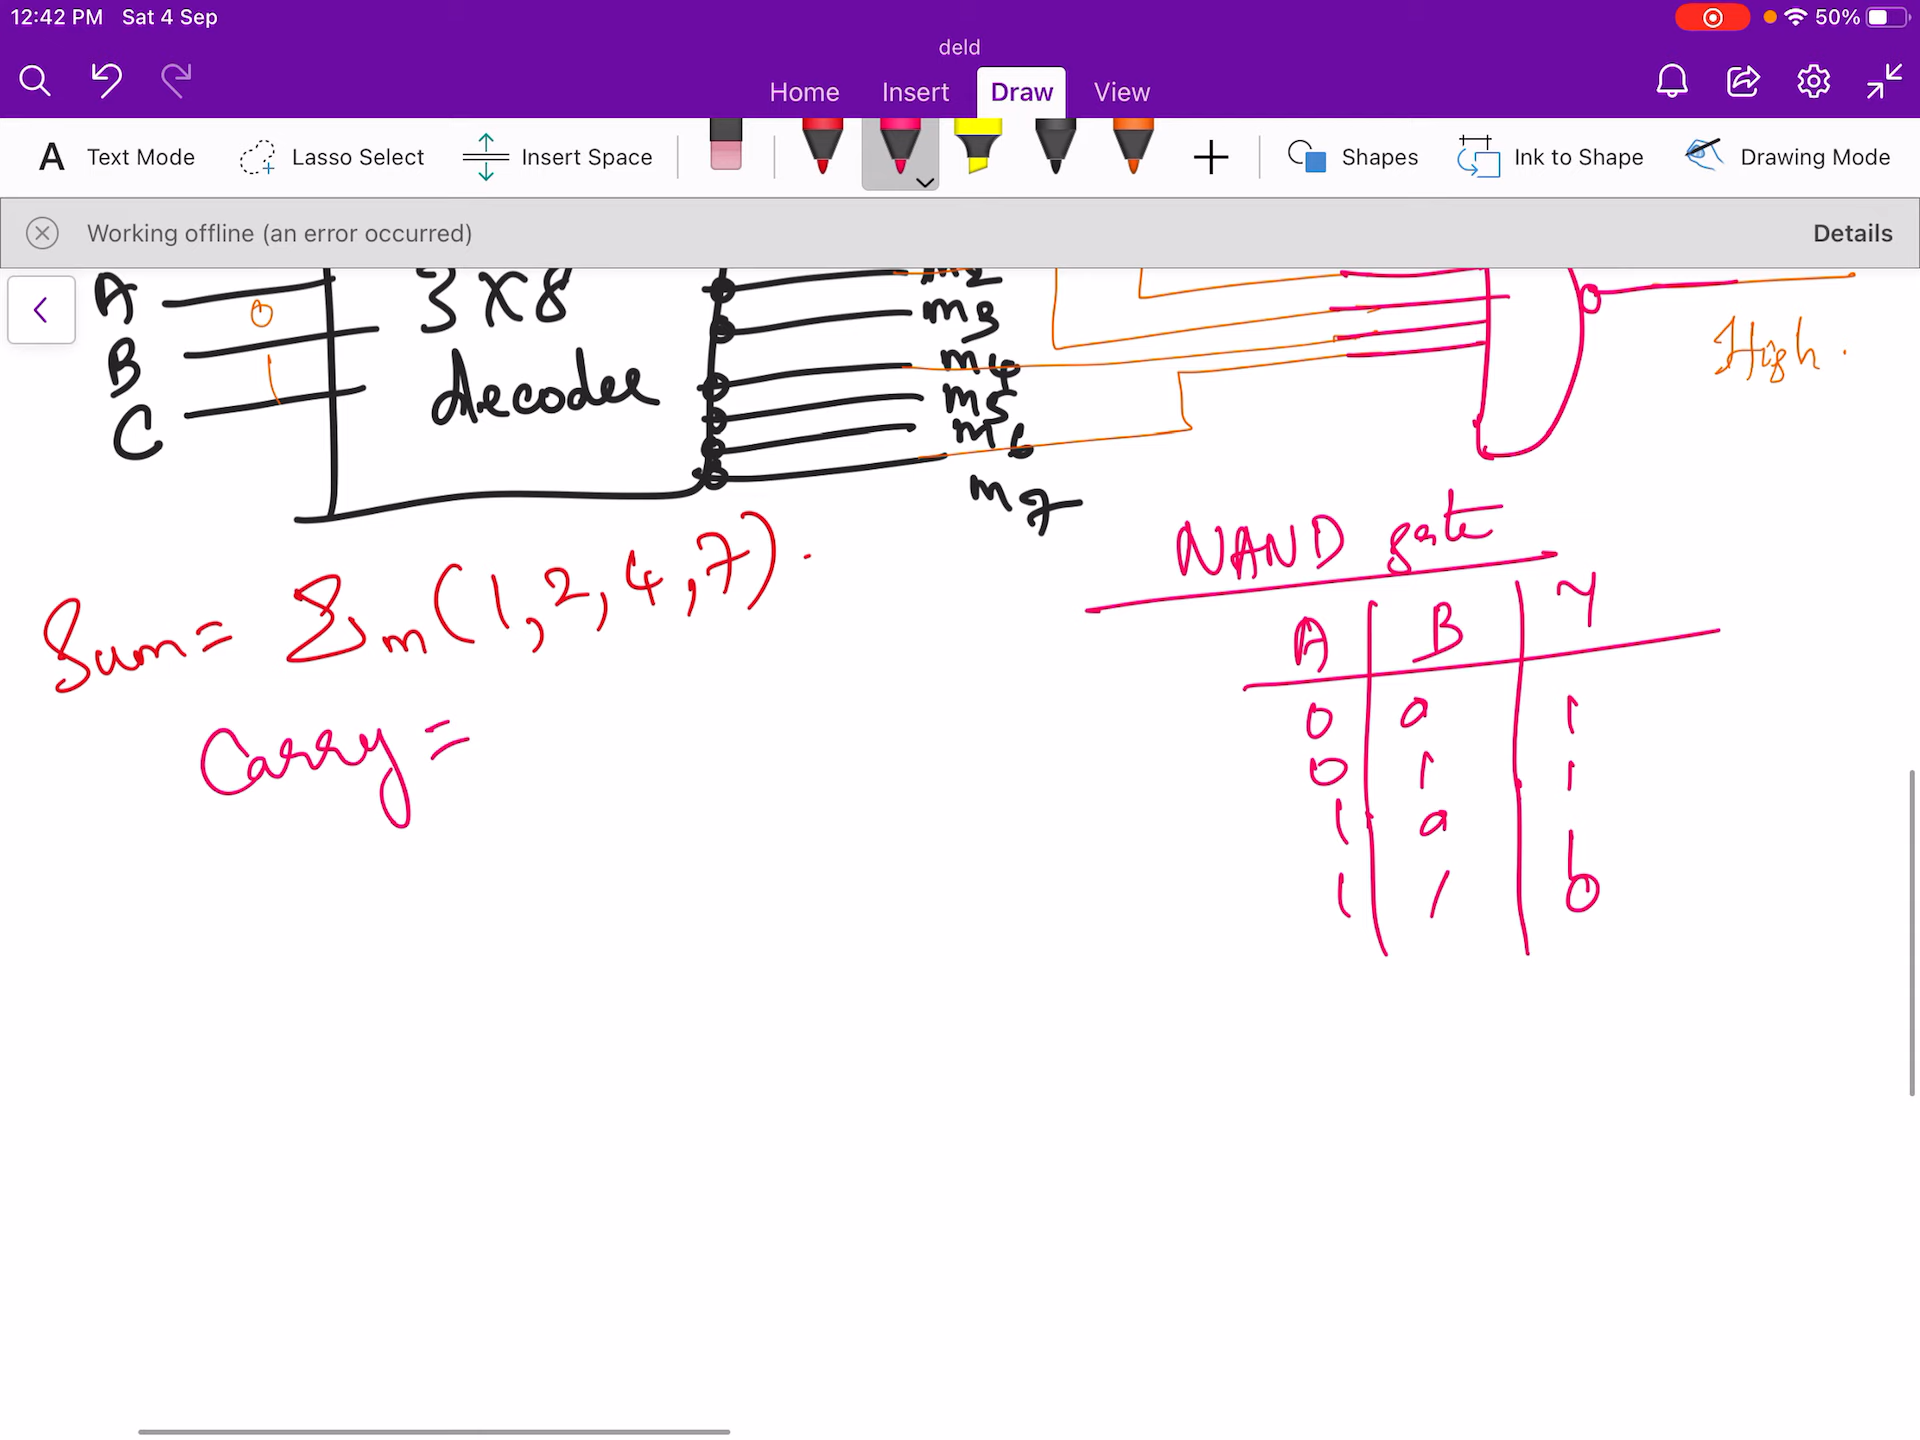 12:42 PM Sat 4 Sep
50%
deld
Home Insert Draw View
Text Mode Lasso Select Insert Space Shapes Ink to Shape Drawing Mode
Working offline (an error occurred) Details
A 0 3 X 8 m2
B m3
C 1 decoder m4
m5
m6
m7
High.
Sum = Σm(1,2,4,7).
Carry =
NAND gate
A B Y
0 0 1
0 1 1
1 0 1
1 1 0